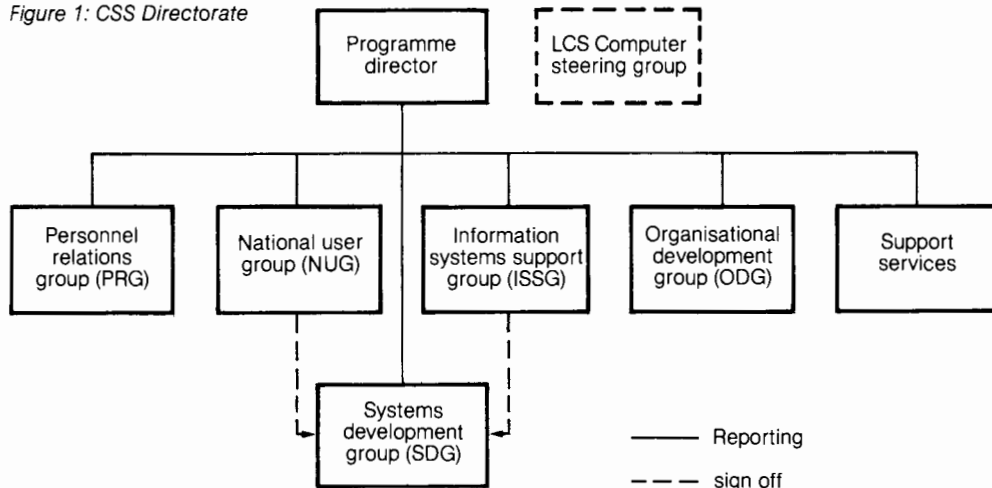 Figure 1: CSS Directorate
Programme
director
LCS Computer
steering group
Personnel
relations
group (PRG)
National user
group (NUG)
Information
systems support
group (ISSG)
Organisational
development
group (ODG)
Support
services
Systems
development
group (SDG)
Reporting
sign off